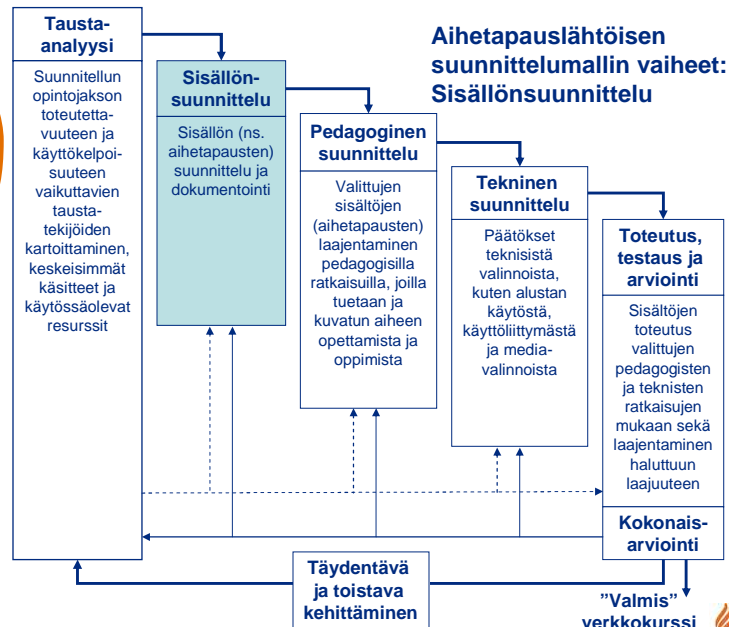 Tausta-
analyysi
Suunnitellun
opintojakson
toteutetta-
vuuteen ja
käyttökelpoi-
suuteen
vaikuttavien
tausta-
tekijöiden
kartoittaminen,
keskeisimmät
käsitteet ja
käytössäolevat
resurssit
Aihetapauslähtöisen
suunnittelumallin vaiheet:
Sisällönsuunnittelu
Sisällön-
suunnittelu
Sisällön (ns.
aihetapausten)
suunnittelu ja
dokumentointi
Pedagoginen
suunnittelu
Valittujen
sisältöjen
(aihetapausten)
laajentaminen
pedagogisilla
ratkaisuilla, joilla
tuetaan ja
kuvatun aiheen
opettamista ja
oppimista
Tekninen
suunnittelu
Päätökset
teknisistä
valinnoista,
kuten alustan
käytöstä,
käyttöliittymästä
ja media-
valinnoista
Toteutus,
testaus ja
arviointi
Sisältöjen
toteutus
valittujen
pedagogisten
ja teknisten
ratkaisujen
mukaan sekä
laajentaminen
haluttuun
laajuuteen
Kokonais-
arviointi
Täydentävä
ja toistava
kehittäminen
”Valmis”
verkkokurssi